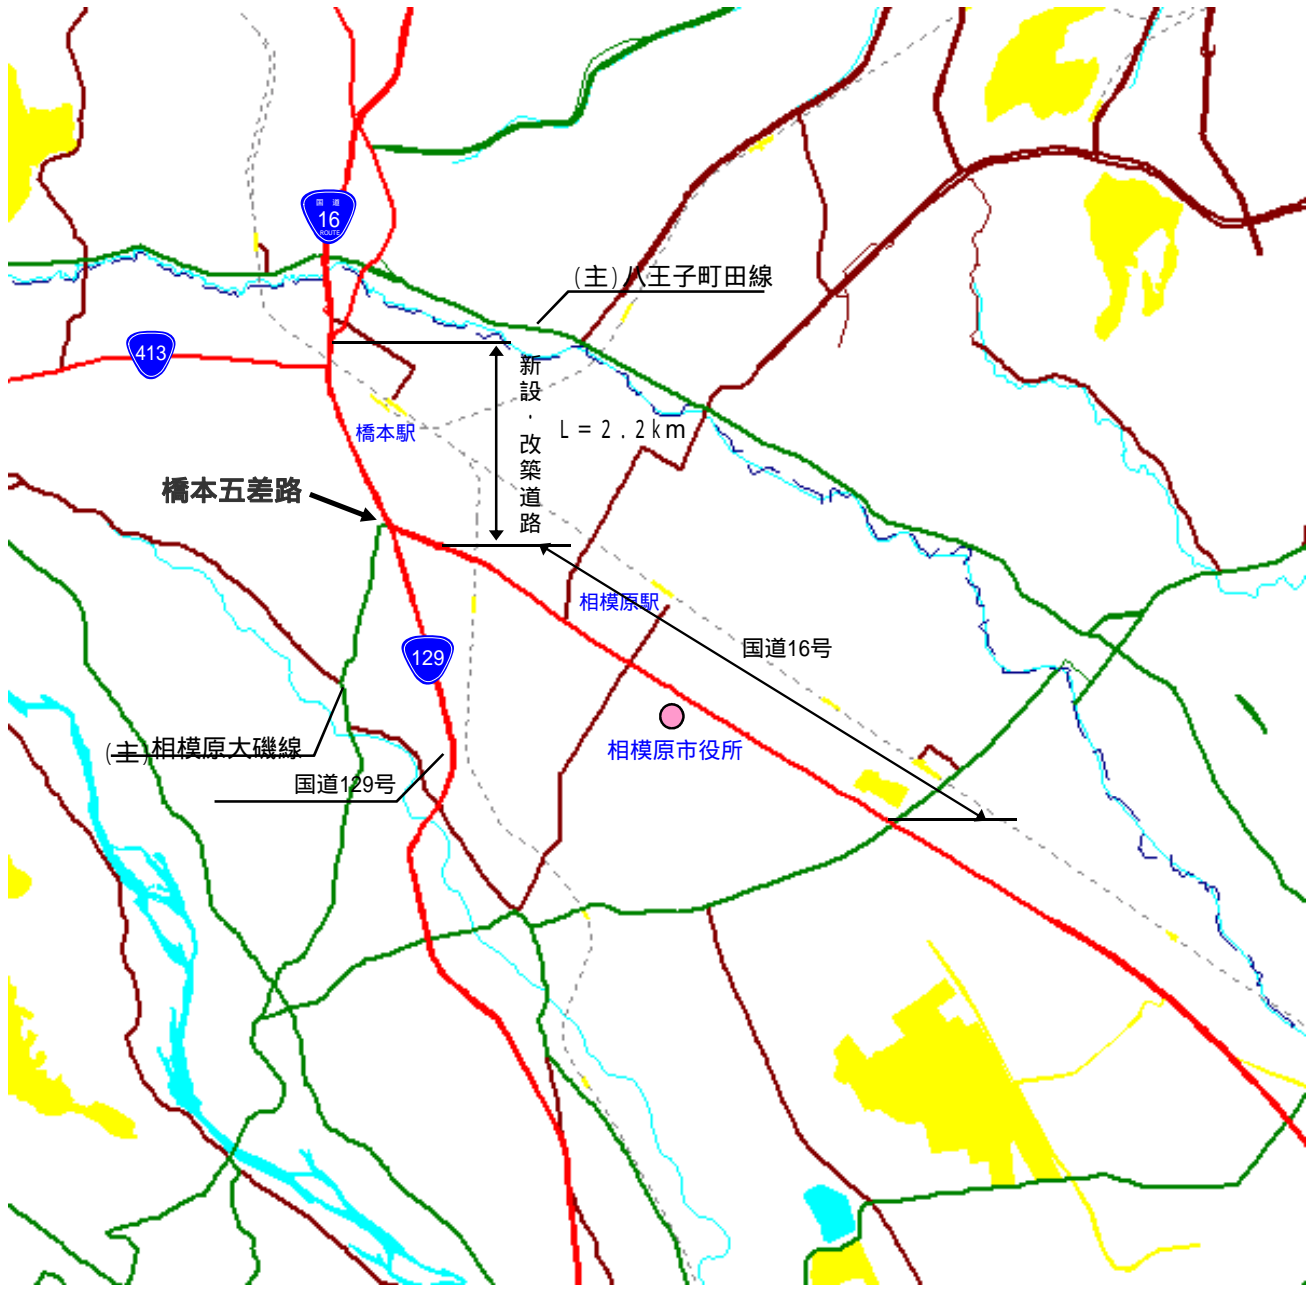 国道
16
ROUTE
(主)八王子町田線
413
新設・改築道路
L=2.2km
橋本駅
橋本五差路
相模原駅
国道16号
129
相模原市役所
(主)相模原大磯線
国道129号